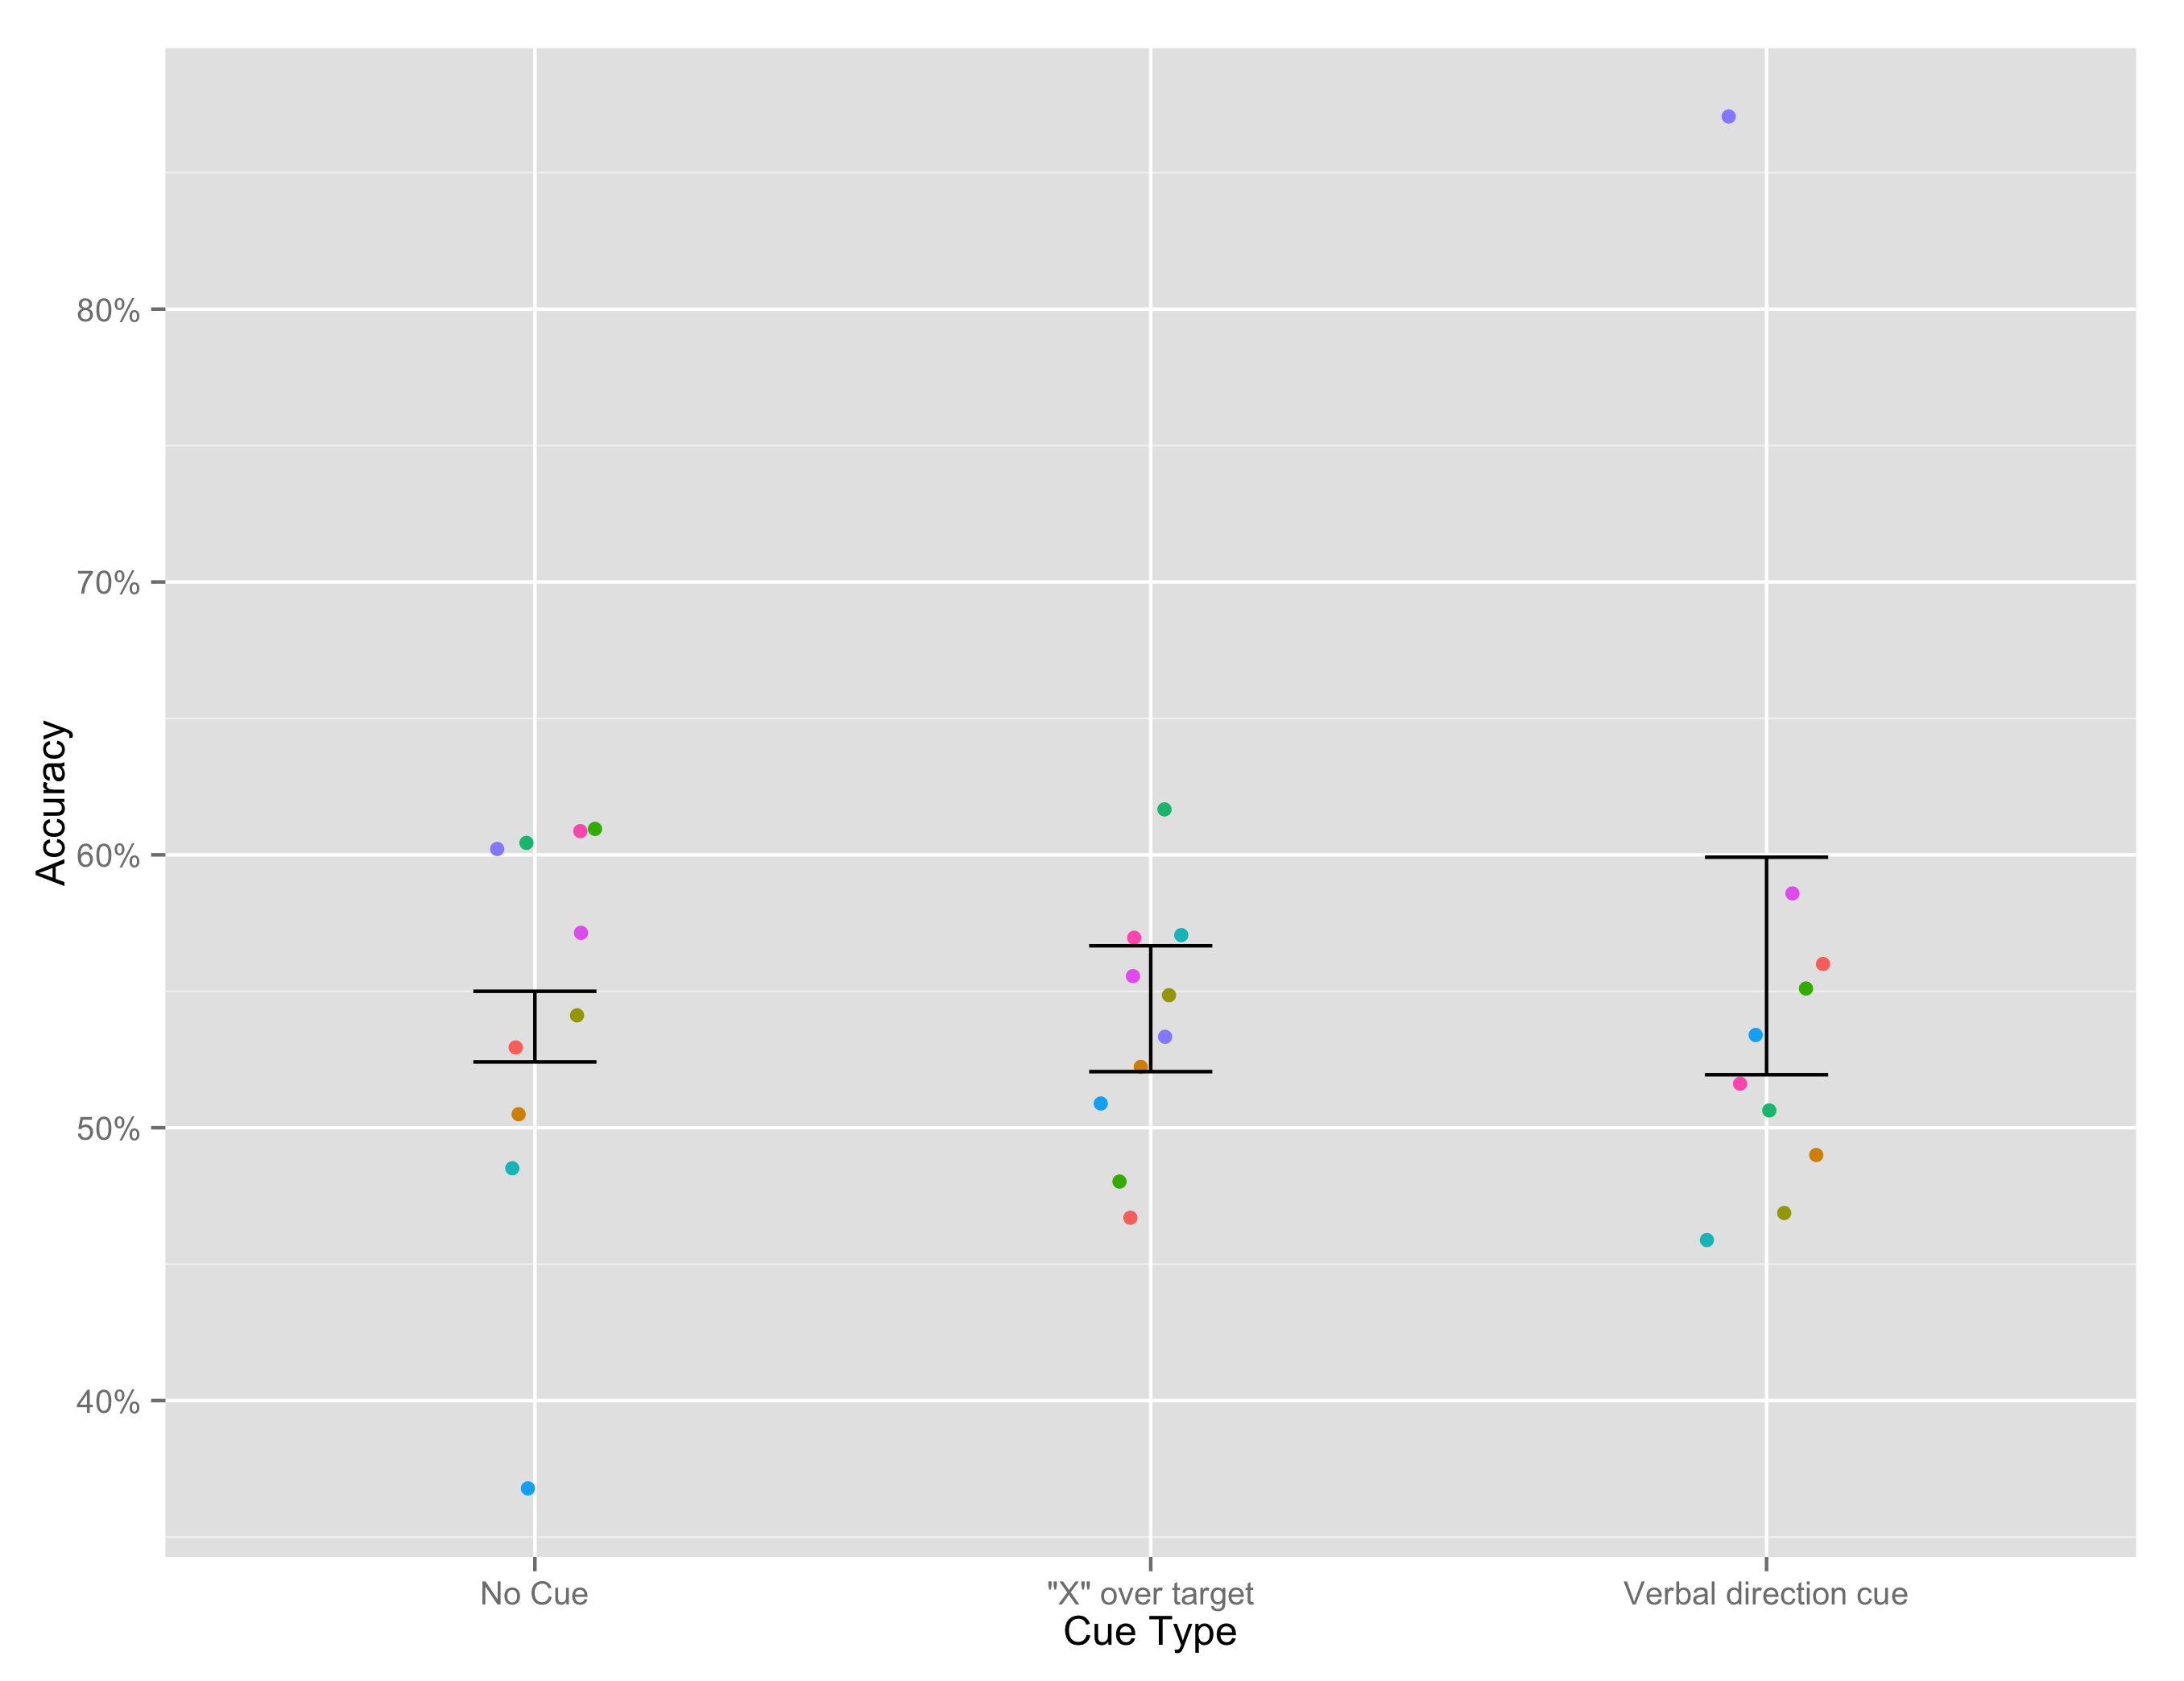 80%
70%
60%
50%
40%
Accuracy
No Cue
"X" over target
Verbal direction cue
Cue Type